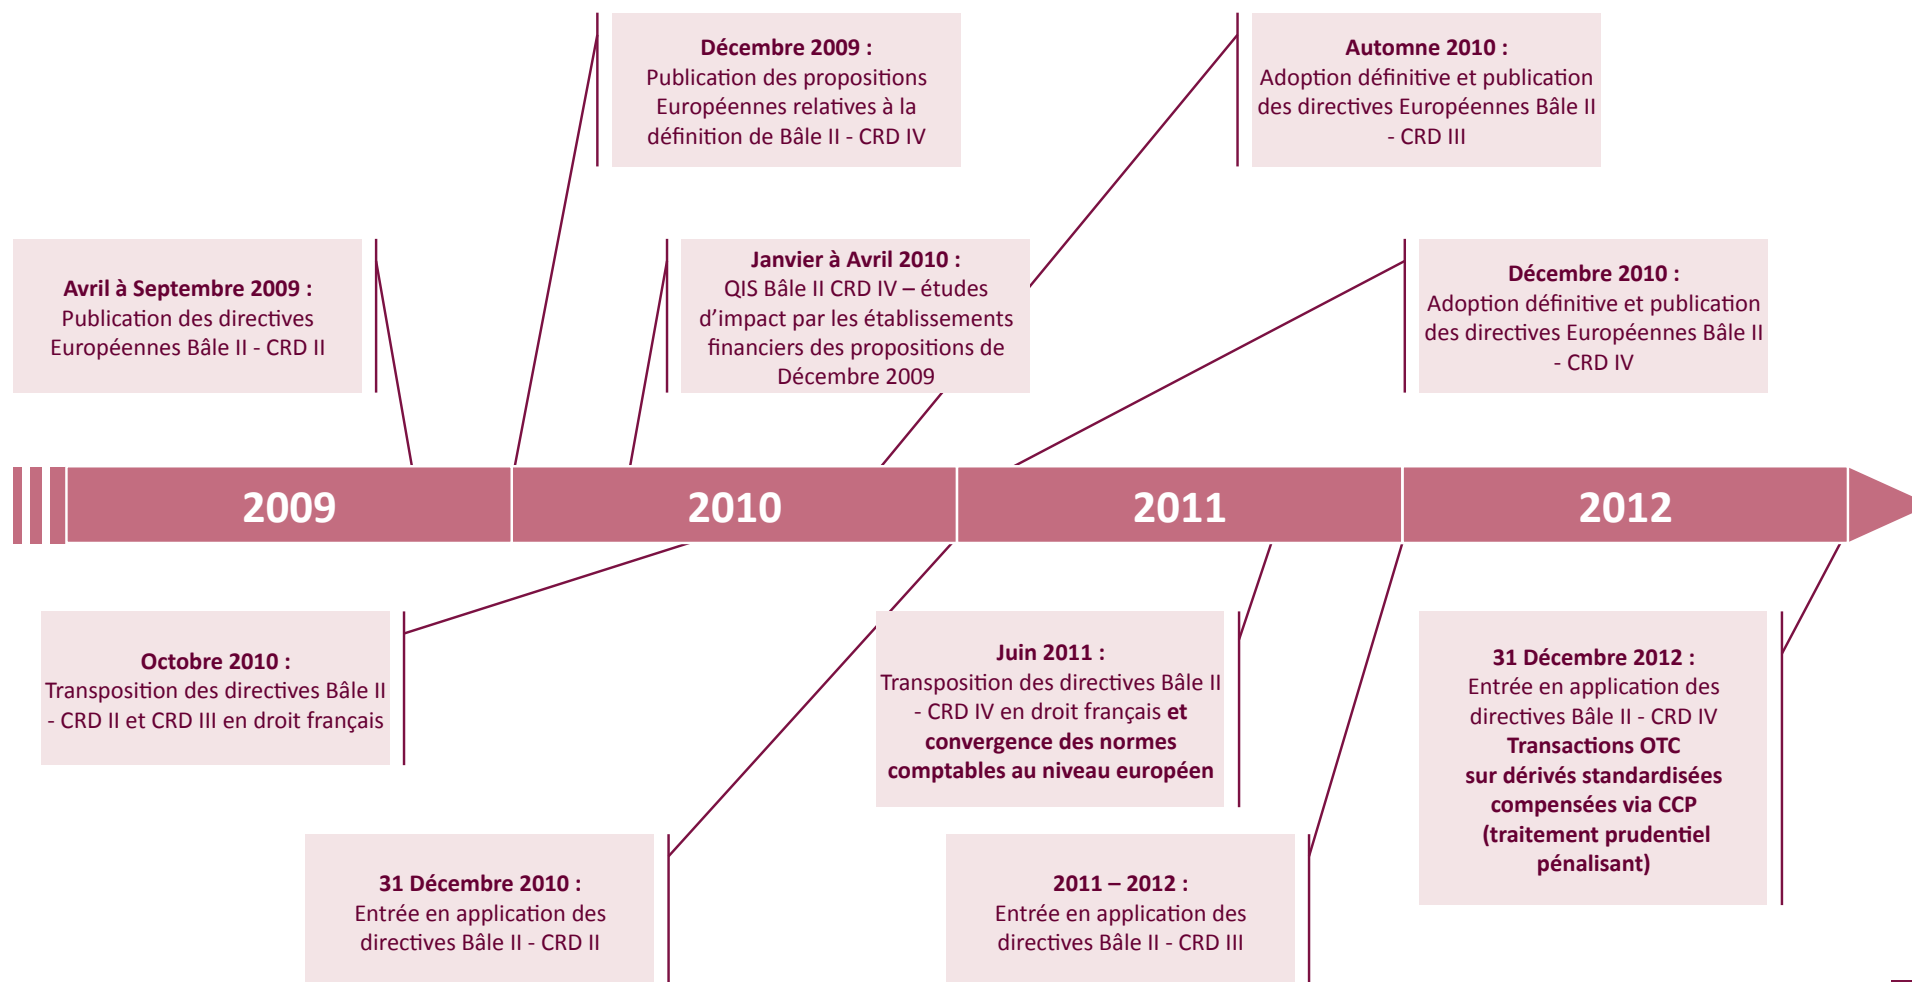 Décembre 2009 :
Publication des propositions
Européennes relatives à la
définition de Bâle II - CRD IV
Automne 2010 :
Adoption définitive et publication
des directives Européennes Bâle II
- CRD III
Avril à Septembre 2009 :
Publication des directives
Européennes Bâle II - CRD II
Janvier à Avril 2010 :
QIS Bâle II CRD IV – études
d’impact par les établissements
financiers des propositions de
Décembre 2009
Décembre 2010 :
Adoption définitive et publication
des directives Européennes Bâle II
- CRD IV
2009
2010
2011
2012
Octobre 2010 :
Transposition des directives Bâle II
- CRD II et CRD III en droit français
Juin 2011 :
Transposition des directives Bâle II
- CRD IV en droit français et
convergence des normes
comptables au niveau européen
31 Décembre 2012 :
Entrée en application des
directives Bâle II - CRD IV
Transactions OTC
sur dérivés standardisées
compensées via CCP
(traitement prudentiel
pénalisant)
31 Décembre 2010 :
Entrée en application des
directives Bâle II - CRD II
2011 – 2012 :
Entrée en application des
directives Bâle II - CRD III